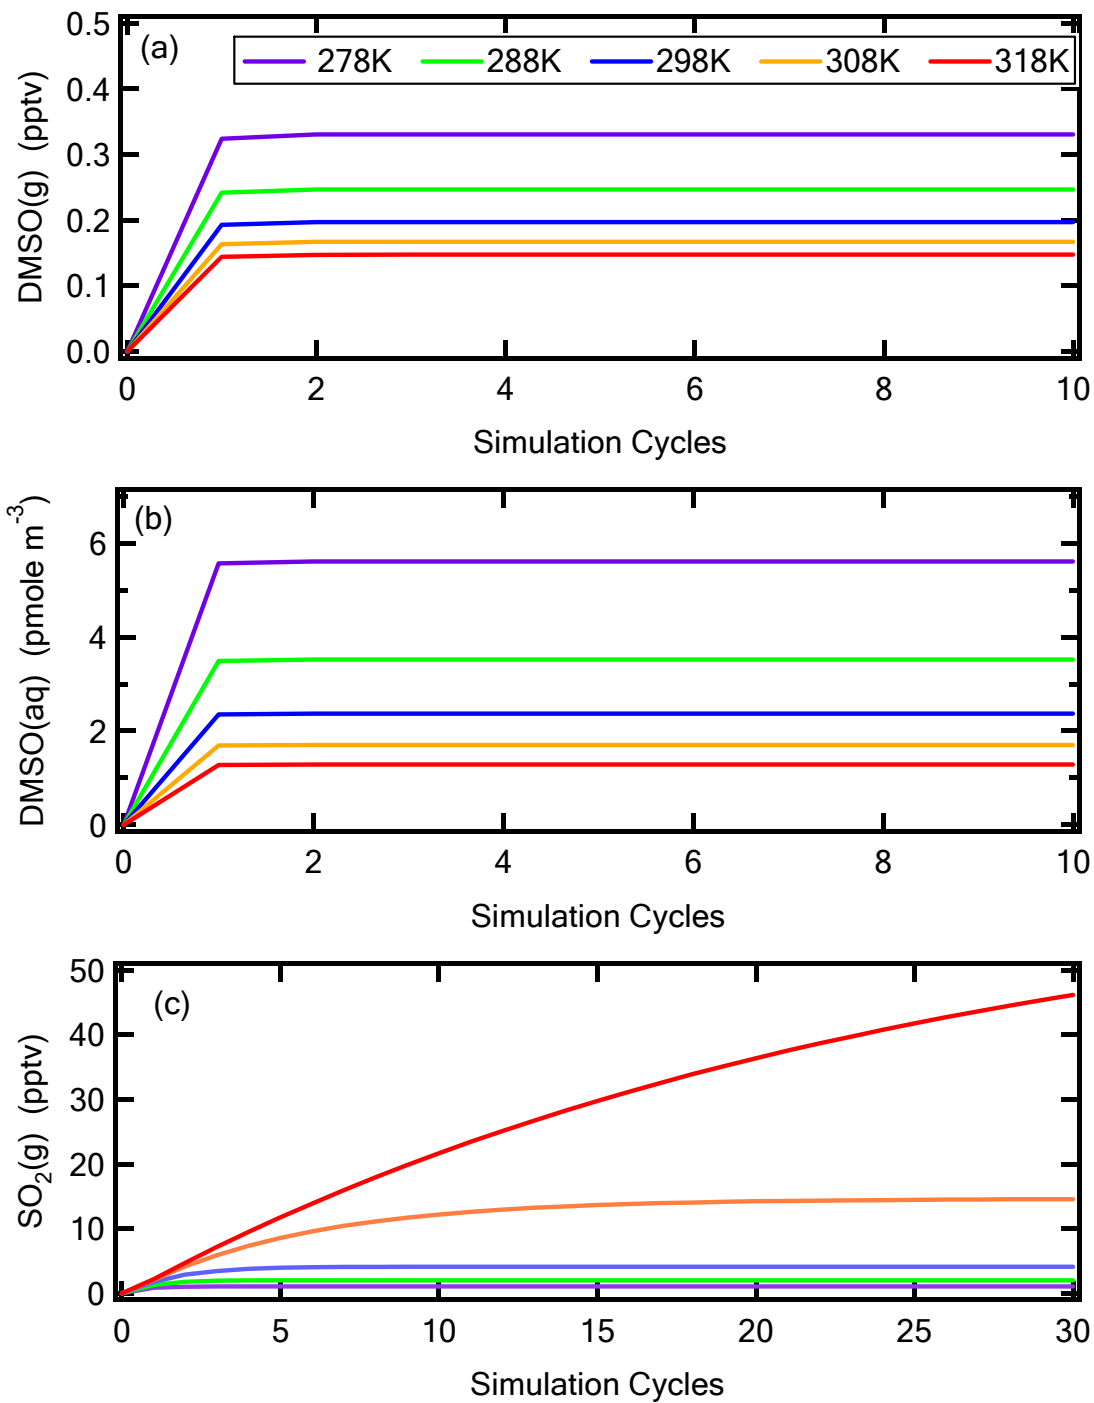 (a)
278K 288K 298K 308K 318K
DMSO(g) (pptv)
0.5
0.4
0.3
0.2
0.1
0.0
0 2 4 6 8 10
Simulation Cycles
(b)
DMSO(aq) (pmole m⁻³)
6
4
2
0
0 2 4 6 8 10
Simulation Cycles
(c)
SO₂(g) (pptv)
50
40
30
20
10
0
0 5 10 15 20 25 30
Simulation Cycles